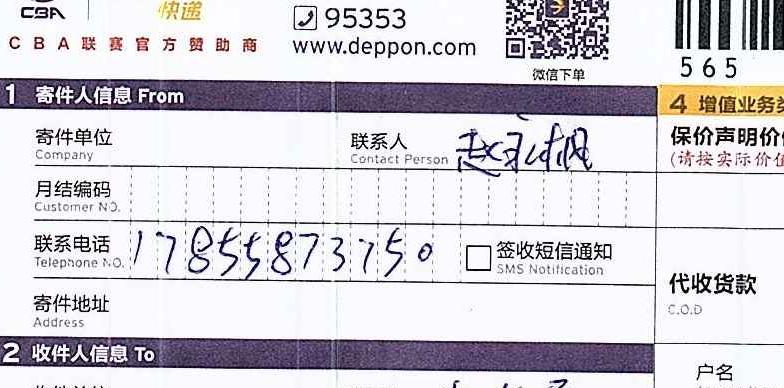 CBA 快递 95353
CBA联赛官方赞助商 www.deppon.com
微信下单
565
1 寄件人信息 From
4 增值业务
寄件单位 联系人
Company Contact Person
保价声明价
(请按实际价值
月结编码
Customer NO.
联系电话 17855873750 签收短信通知
Telephone NO. SMS Notification
代收货款
C.O.D
寄件地址
Address
2 收件人信息 To
户名